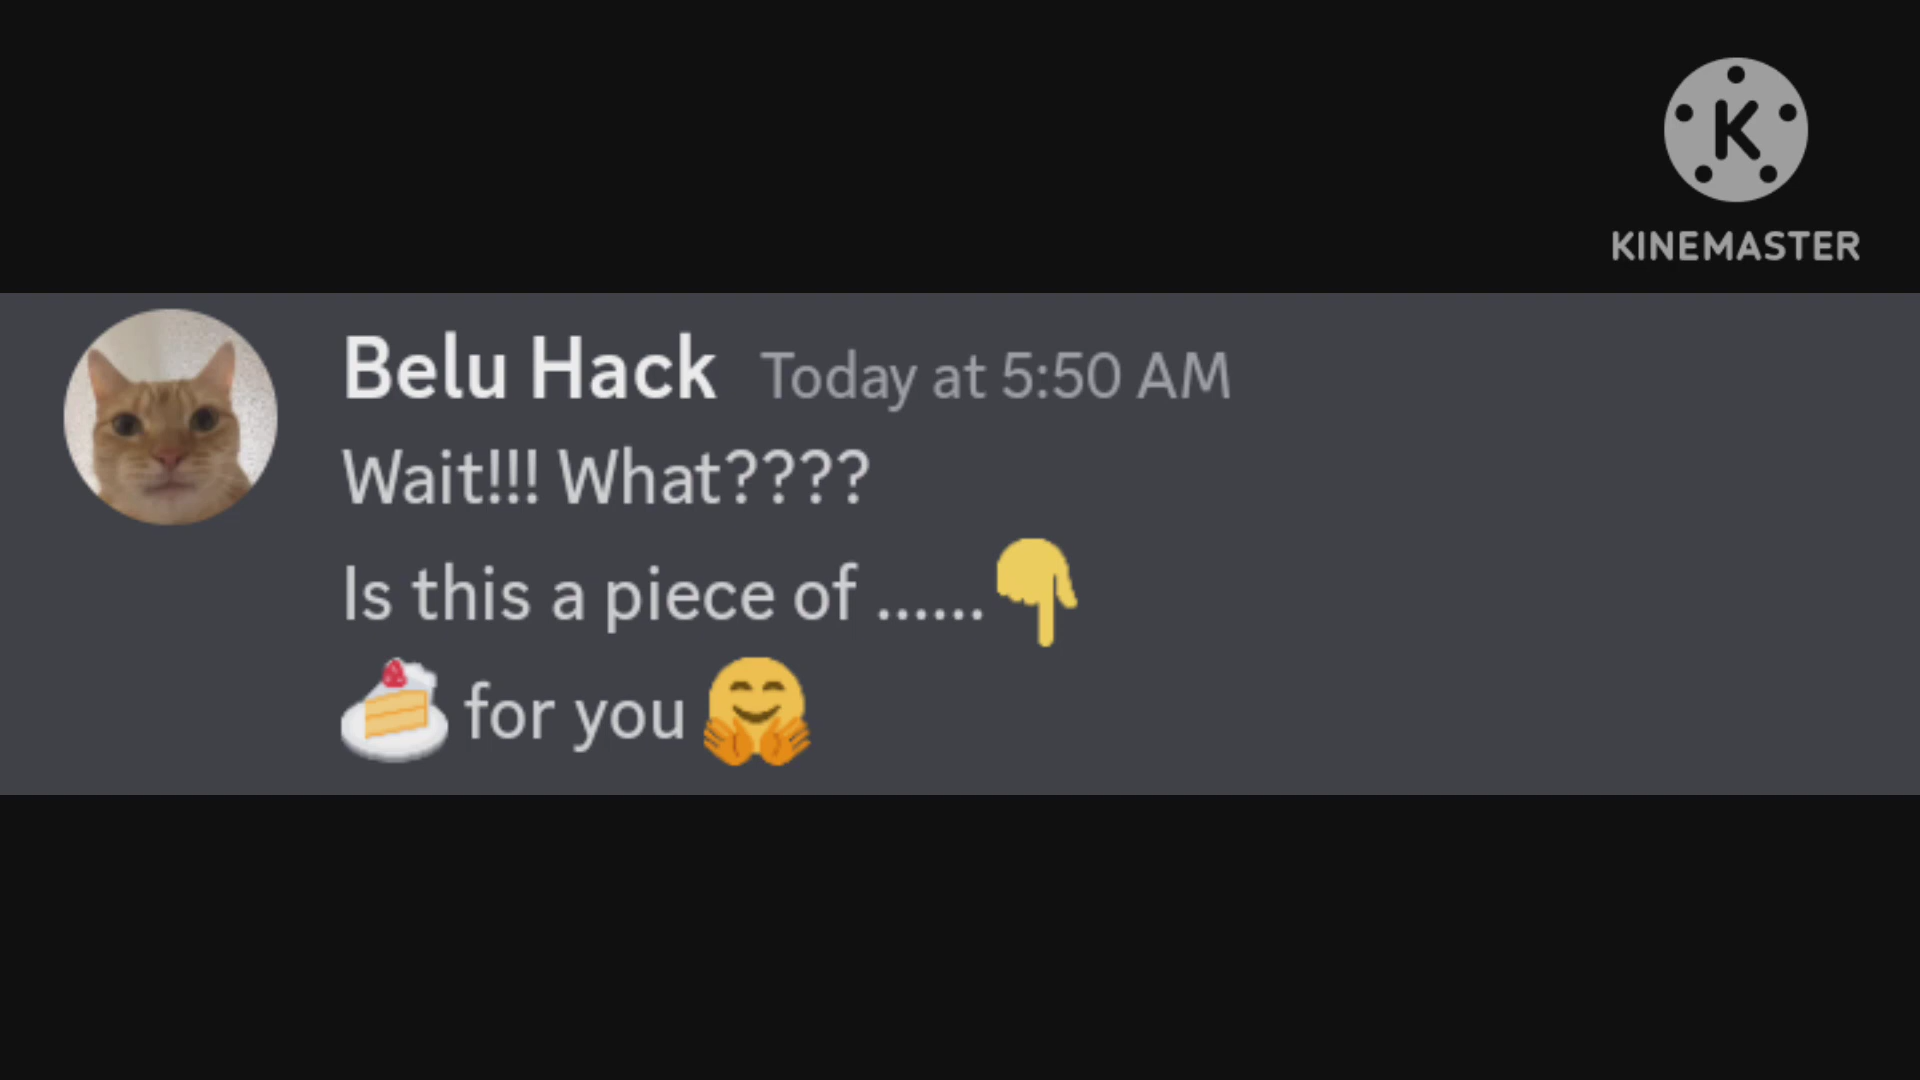 K
KINEMASTER
Belu Hack Today at 5:50 AM
Wait!!! What????
Is this a piece of ......👇
🍰 for you 🤗